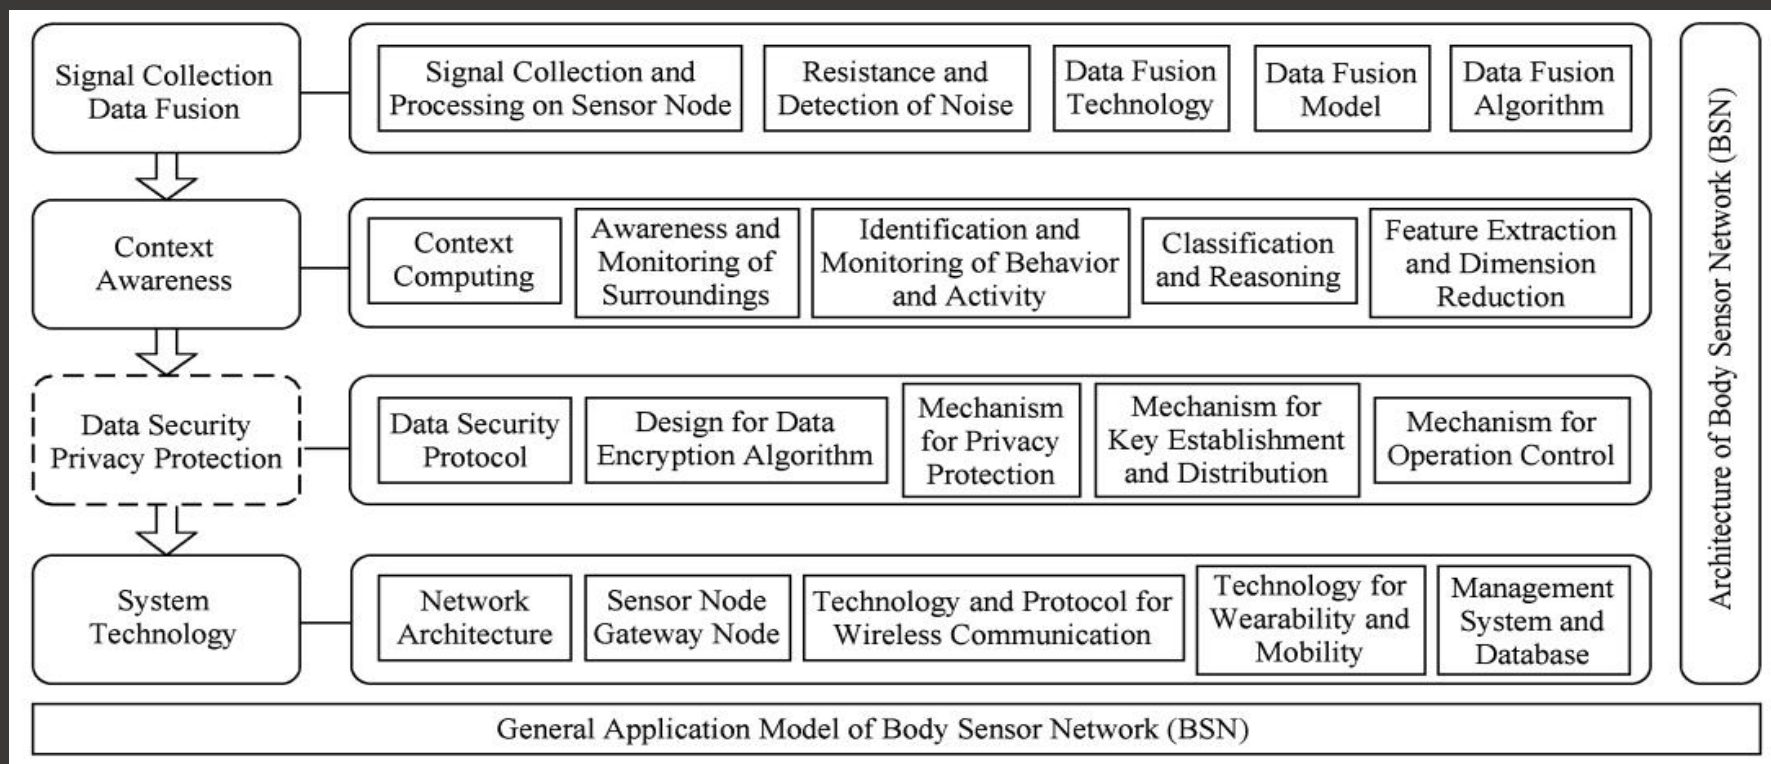 Signal Collection
Data Fusion
Signal Collection and
Processing on Sensor Node
Resistance and
Detection of Noise
Data Fusion
Technology
Data Fusion
Model
Data Fusion
Algorithm
Context
Awareness
Context
Computing
Awareness and
Monitoring of
Surroundings
Identification and
Monitoring of Behavior
and Activity
Classification
and Reasoning
Feature Extraction
and Dimension
Reduction
Data Security
Privacy Protection
Data Security
Protocol
Design for Data
Encryption Algorithm
Mechanism
for Privacy
Protection
Mechanism for
Key Establishment
and Distribution
Mechanism for
Operation Control
System
Technology
Network
Architecture
Sensor Node
Gateway Node
Technology and Protocol for
Wireless Communication
Technology for
Wearability and
Mobility
Management
System and
Database
Architecture of Body Sensor Network (BSN)
General Application Model of Body Sensor Network (BSN)